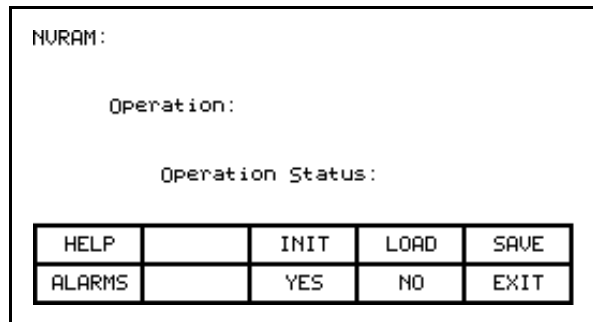 NVRAM:
Operation:
Operation Status:
HELP INIT LOAD SAVE
ALARMS YES NO EXIT